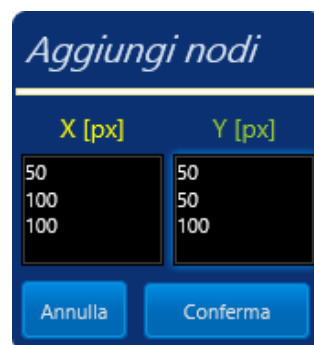 Aggiungi nodi
X [px] Y [px]
50 50
100 50
100 100
Annulla Conferma